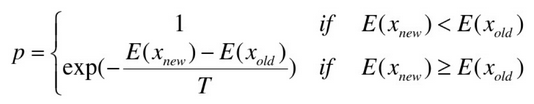 p = { 1 if E(x_new) < E(x_old)
exp(− (E(x_new) − E(x_old)) / T) if E(x_new) ≥ E(x_old)